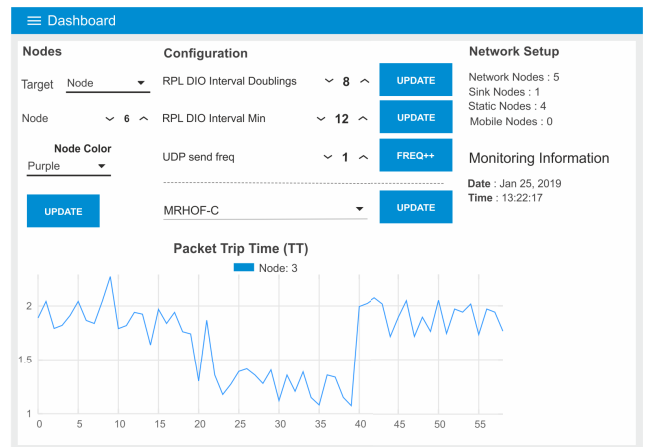 Dashboard
Nodes
Target Node
Node 6
Node Color
Purple
UPDATE
Configuration
RPL DIO Interval Doublings 8 UPDATE
RPL DIO Interval Min 12 UPDATE
UDP send freq 1 FREQ++
MRHOF-C UPDATE
Network Setup
Network Nodes : 5
Sink Nodes : 1
Static Nodes : 4
Mobile Nodes : 0
Monitoring Information
Date : Jan 25, 2019
Time : 13:22:17
Packet Trip Time (TT)
Node: 3
2
1.5
1
0 5 10 15 20 25 30 35 40 45 50 55